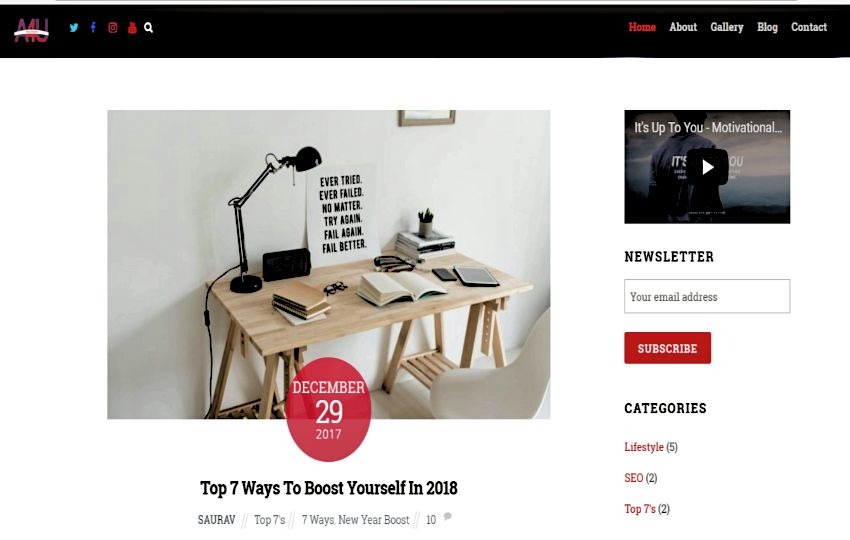 A4U
Home About Gallery Blog Contact
EVER TRIED.
EVER FAILED.
NO MATTER.
TRY AGAIN.
FAIL AGAIN.
FAIL BETTER.
DECEMBER
29
2017
Top 7 Ways To Boost Yourself In 2018
SAURAV // Top 7's // 7 Ways, New Year Boost // 10
It's Up To You - Motivational...
NEWSLETTER
Your email address
SUBSCRIBE
CATEGORIES
Lifestyle (5)
SEO (2)
Top 7's (2)